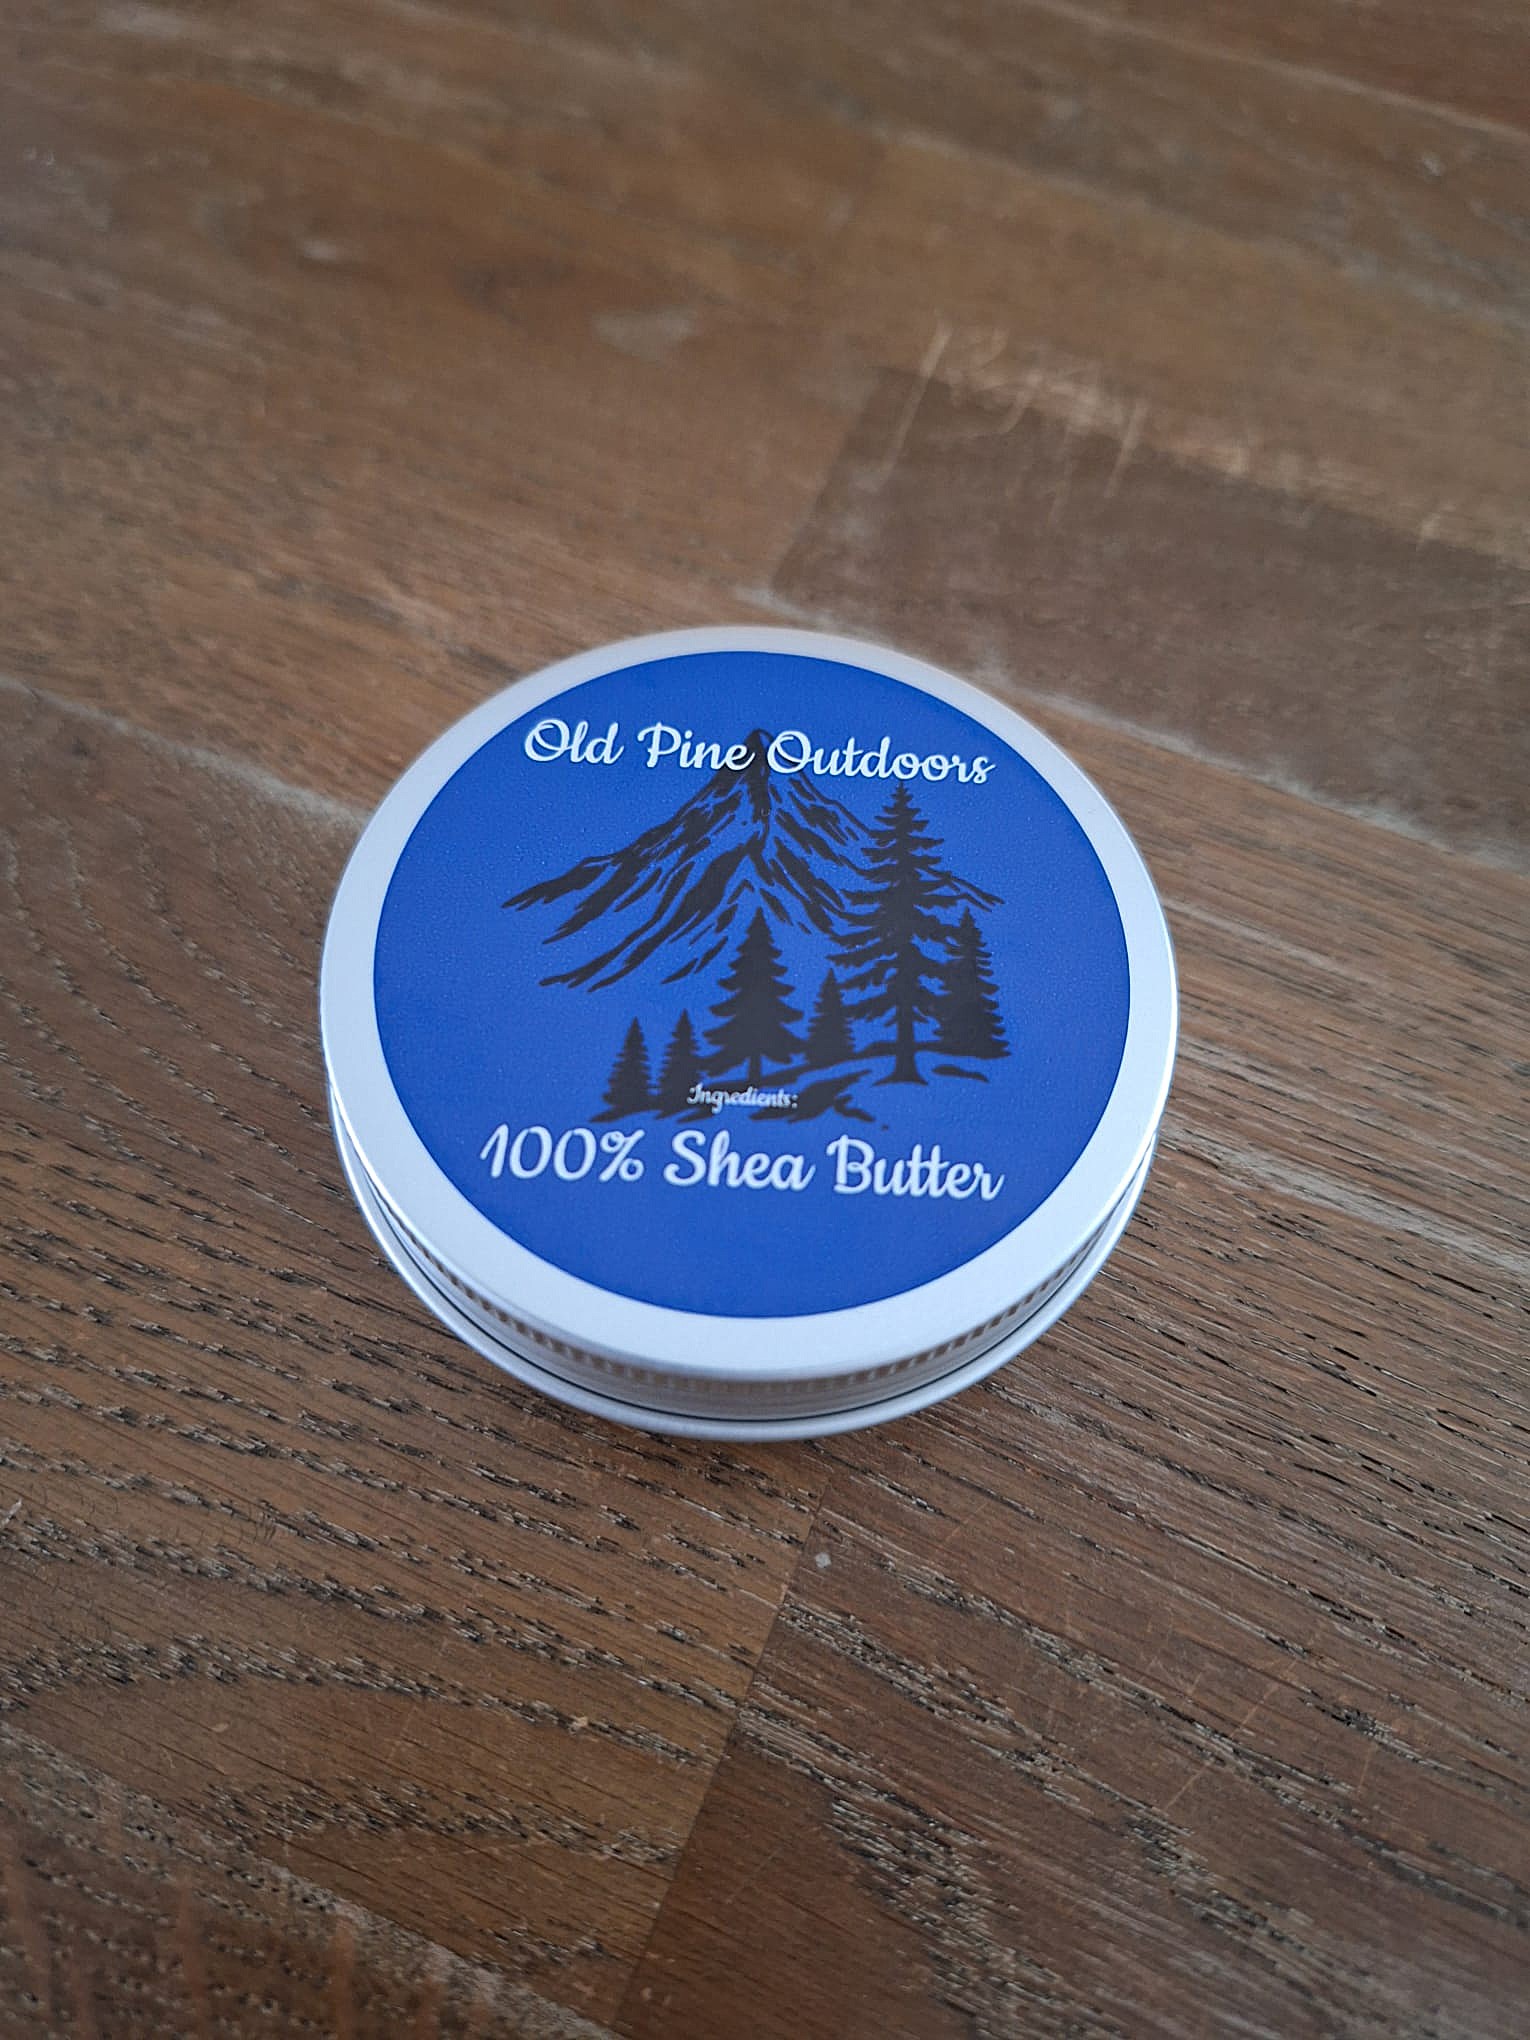 Old Pine Outdoors
Ingredients:
100% Shea Butter